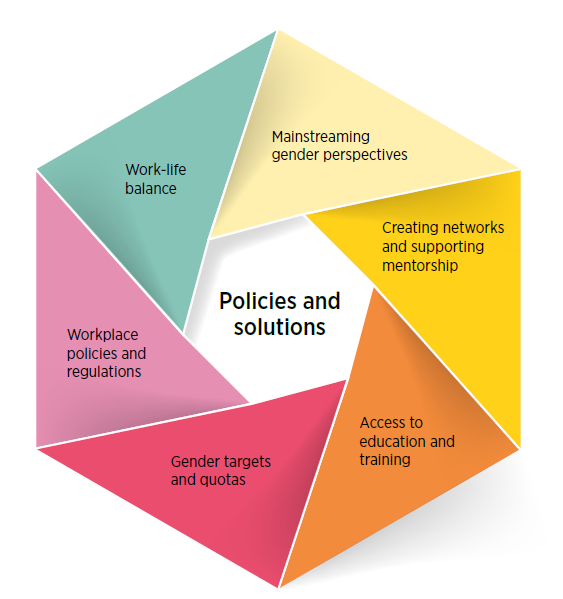 Mainstreaming
gender perspectives
Creating networks
and supporting
mentorship
Access to
education and
training
Gender targets
and quotas
Workplace
policies and
regulations
Work-life
balance
Policies and
solutions